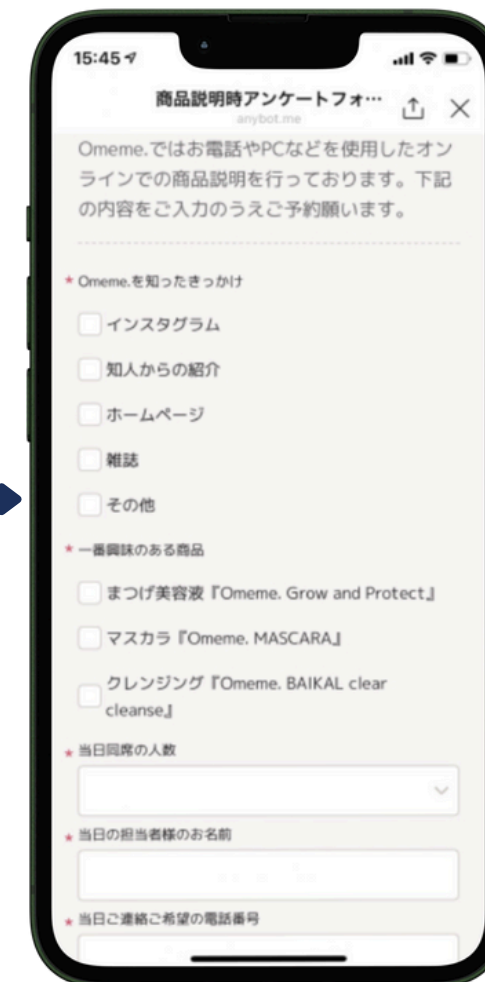 15:45
商品説明時アンケートフォ…
anybot.me
Omeme.ではお電話やPCなどを使用したオン
ラインでの商品説明を行っております。下記
の内容をご入力のうえご予約願います。
* Omeme.を知ったきっかけ
インスタグラム
知人からの紹介
ホームページ
雑誌
その他
* 一番興味のある商品
まつげ美容液『Omeme. Grow and Protect』
マスカラ『Omeme. MASCARA』
クレンジング『Omeme. BAIKAL clear
cleanse』
* 当日同席の人数
* 当日の担当者様のお名前
* 当日ご連絡ご希望の電話番号